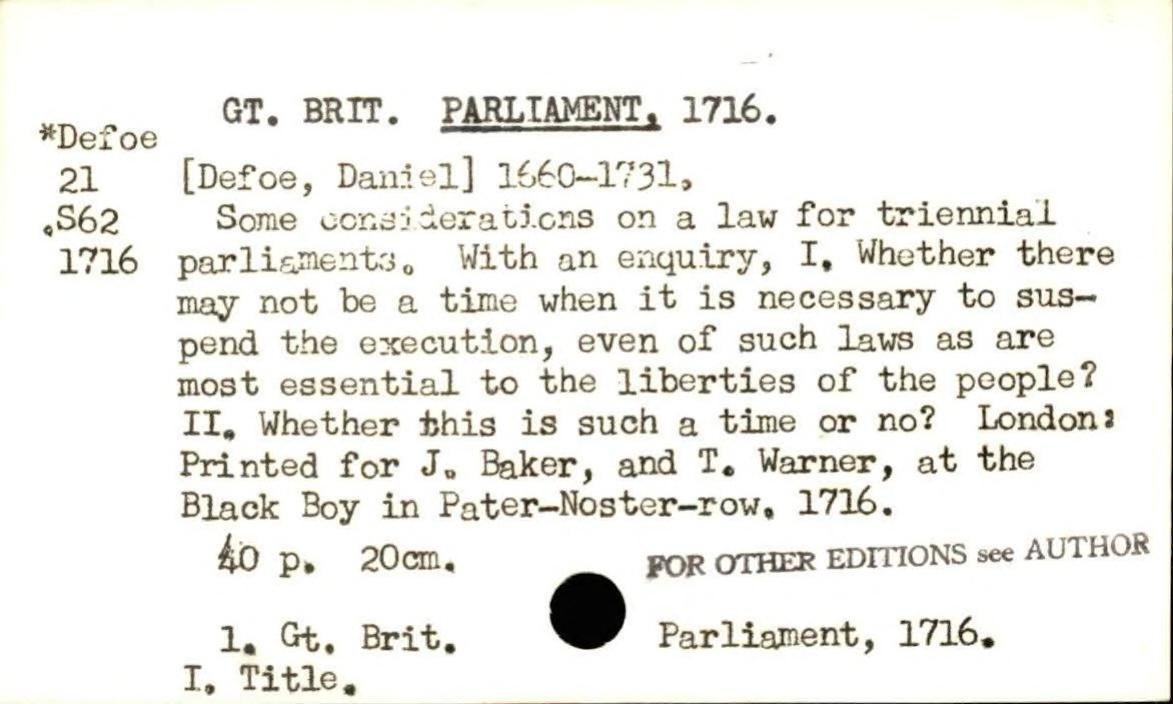 GT. BRIT. PARLIAMENT, 1716.
*Defoe
21 [Defoe, Daniel] 1660-1731,
.S62 Some considerations on a law for triennial
1716 parliaments. With an enquiry, I. Whether there
may not be a time when it is necessary to sus-
pend the execution, even of such laws as are
most essential to the liberties of the people?
II. Whether this is such a time or no? London:
Printed for J. Baker, and T. Warner, at the
Black Boy in Pater-Noster-row. 1716.
40 p. 20cm. FOR OTHER EDITIONS see AUTHOR
1. Gt. Brit. Parliament, 1716.
I. Title.